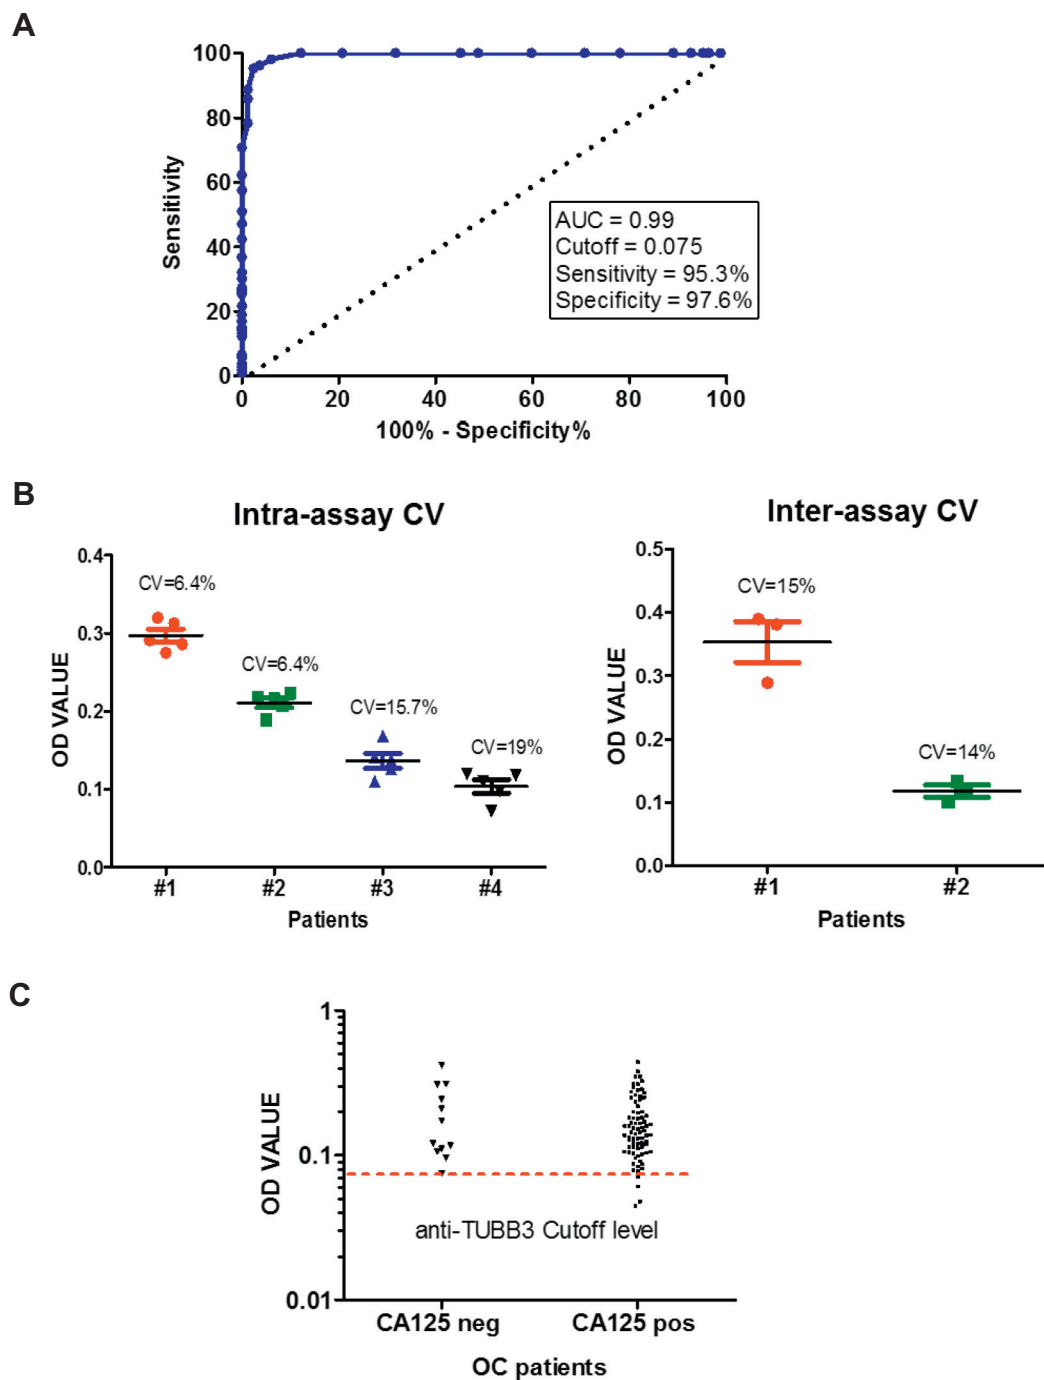 A
100
80
60
40
20
0
Sensitivity
AUC = 0.99
Cutoff = 0.075
Sensitivity = 95.3%
Specificity = 97.6%
0 20 40 60 80 100
100% - Specificity%
B
Intra-assay CV
0.4
0.3
0.2
0.1
0.0
OD VALUE
CV=6.4%
CV=6.4%
CV=15.7%
CV=19%
#1 #2 #3 #4
Patients
Inter-assay CV
0.5
0.4
0.3
0.2
0.1
0.0
OD VALUE
CV=15%
CV=14%
#1 #2
Patients
C
1
0.1
0.01
OD VALUE
anti-TUBB3 Cutoff level
CA125 neg CA125 pos
OC patients